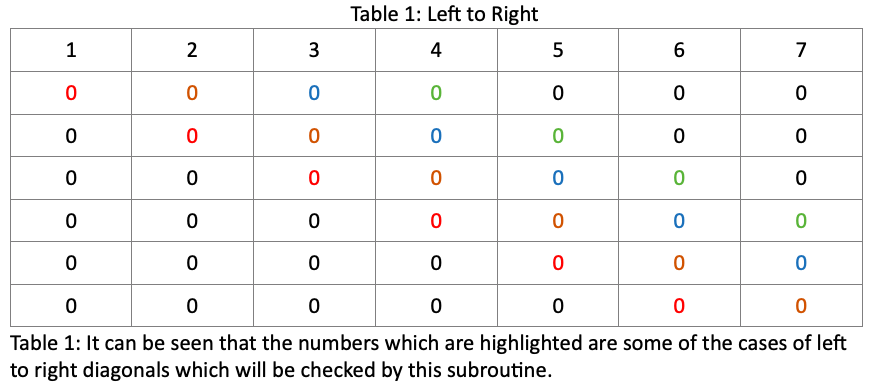 Table 1: Left to Right
1 2 3 4 5 6 7
0 0 0 0 0 0 0
0 0 0 0 0 0 0
0 0 0 0 0 0 0
0 0 0 0 0 0 0
0 0 0 0 0 0 0
0 0 0 0 0 0 0
Table 1: It can be seen that the numbers which are highlighted are some of the cases of left
to right diagonals which will be checked by this subroutine.